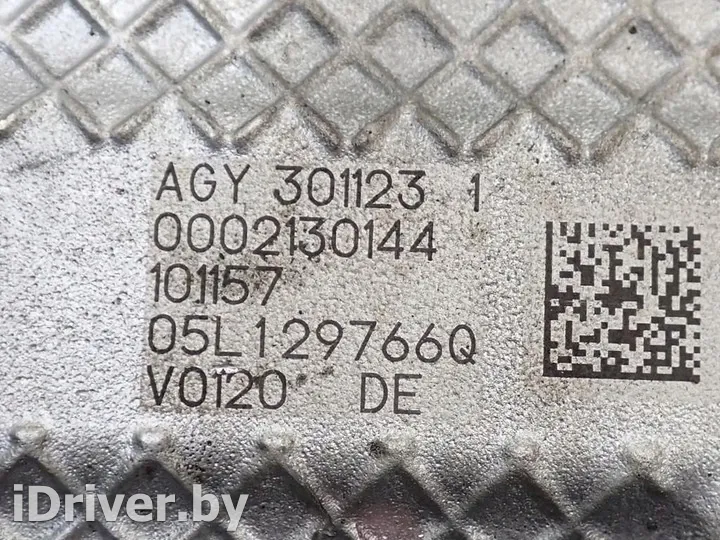 AGY 301123 1
0002130144
101157
05L129766Q
V0120 DE
iDriver.by